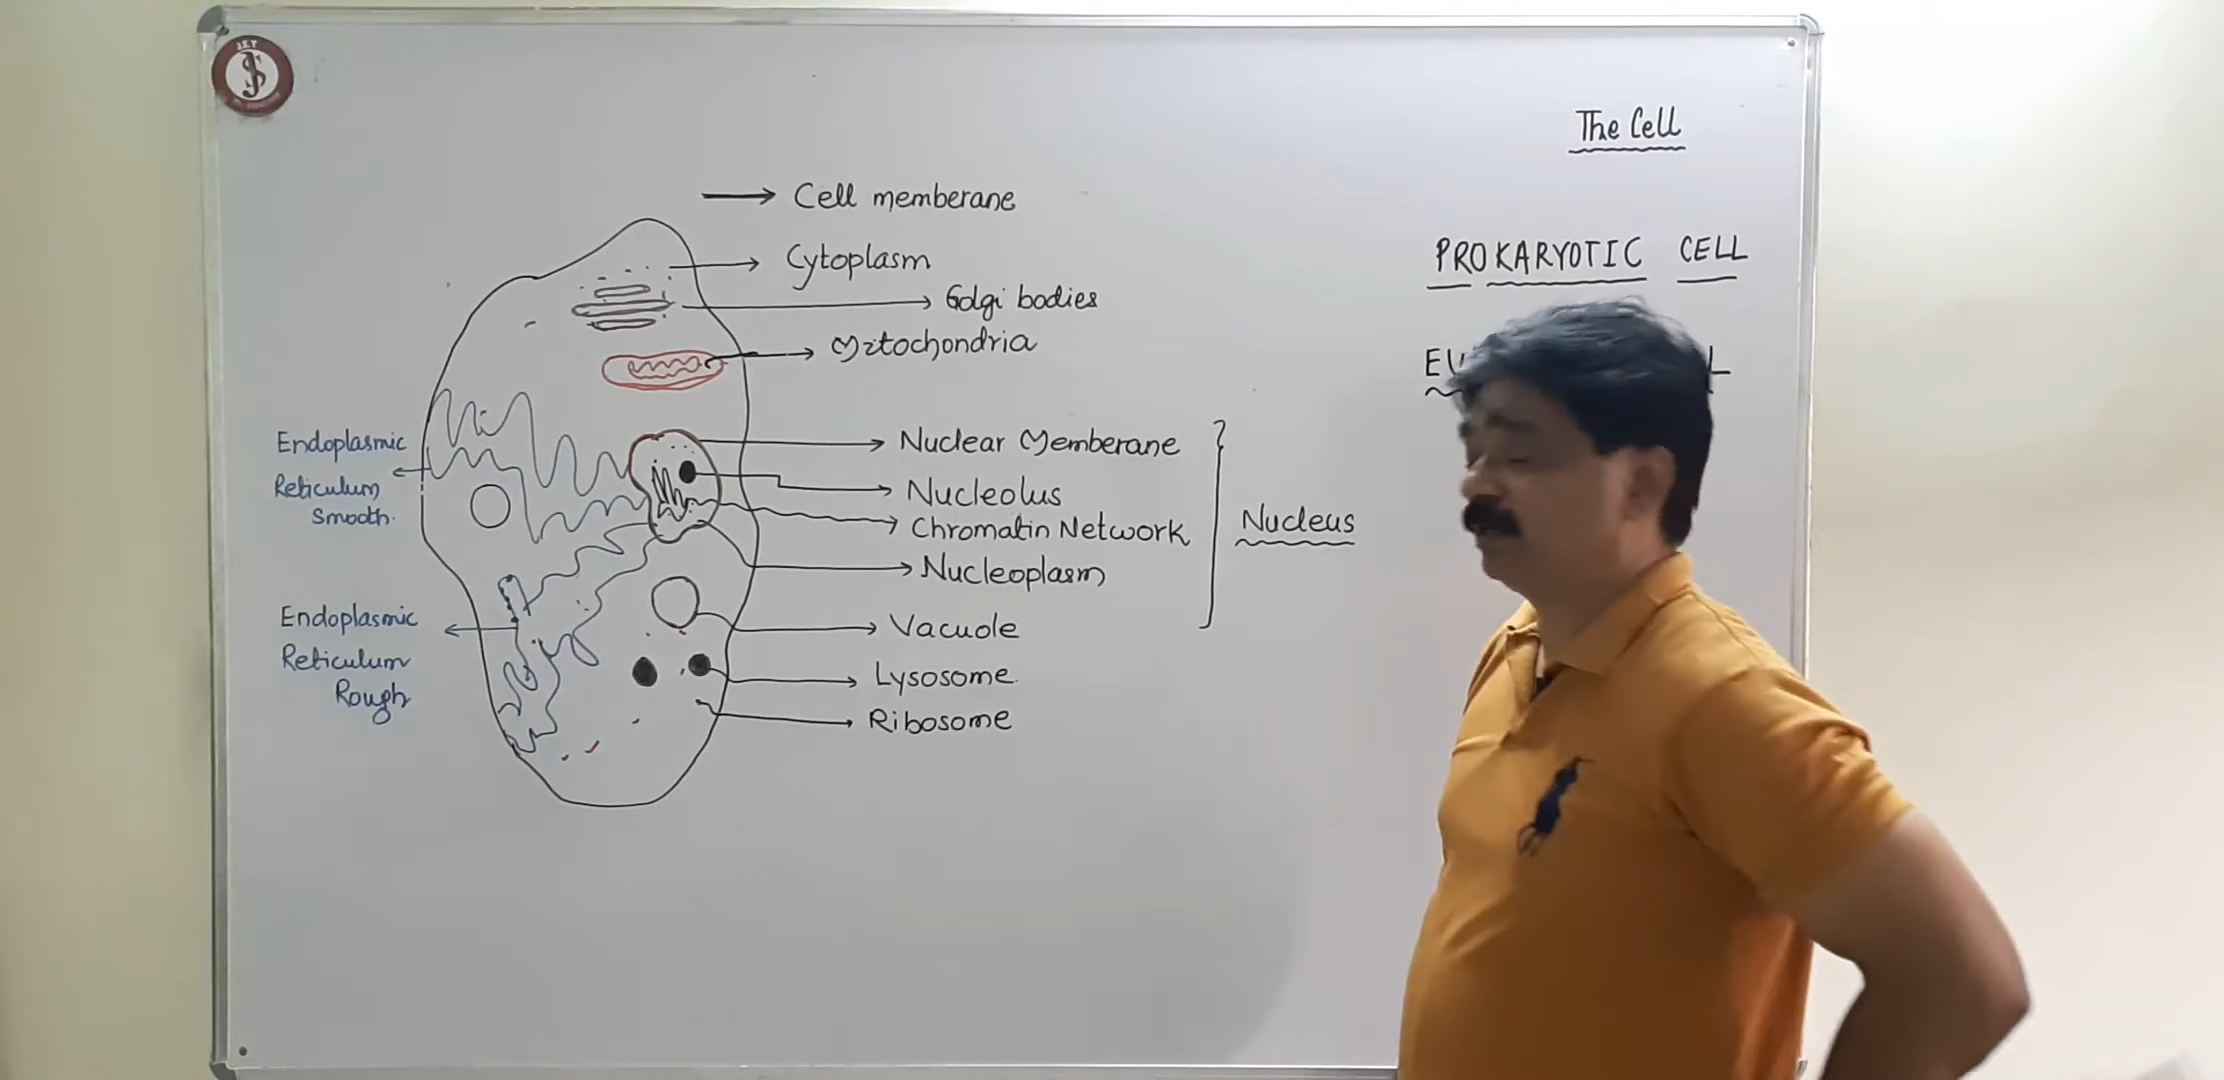 The Cell
Cell memberane
Cytoplasm
Golgi bodies
Mitochondria
PROKARYOTIC CELL
Endoplasmic
Reticulum
Smooth.
Nuclear Memberane
Nucleolus
Chromatin Network
Nucleoplasm
Nucleus
Endoplasmic
Reticulum
Rough
Vacuole
Lysosome.
Ribosome